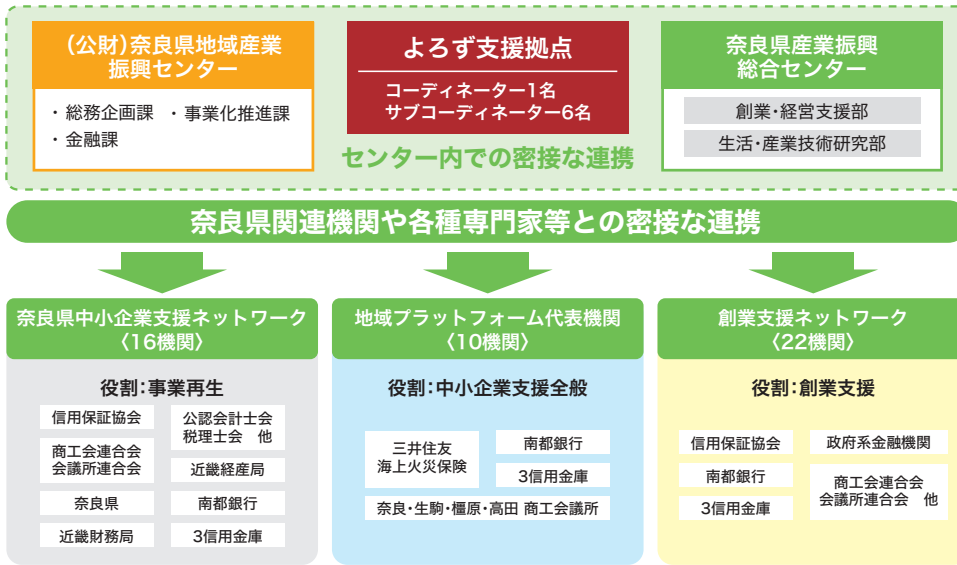 (公財)奈良県地域産業
振興センター
・ 総務企画課 ・ 事業化推進課
・ 金融課
よろず支援拠点
コーディネーター1名
サブコーディネーター6名
奈良県産業振興
総合センター
創業・経営支援部
生活・産業技術研究部
センター内での密接な連携
奈良県関連機関や各種専門家等との密接な連携
奈良県中小企業支援ネットワーク
〈16機関〉
役割:事業再生
信用保証協会
公認会計士会
税理士会 他
商工会連合会
会議所連合会
近畿経産局
奈良県
南都銀行
近畿財務局
3信用金庫
地域プラットフォーム代表機関
〈10機関〉
役割:中小企業支援全般
三井住友
海上火災保険
南都銀行
3信用金庫
奈良・生駒・橿原・高田 商工会議所
創業支援ネットワーク
〈22機関〉
役割:創業支援
信用保証協会
政府系金融機関
南都銀行
商工会連合会
会議所連合会 他
3信用金庫